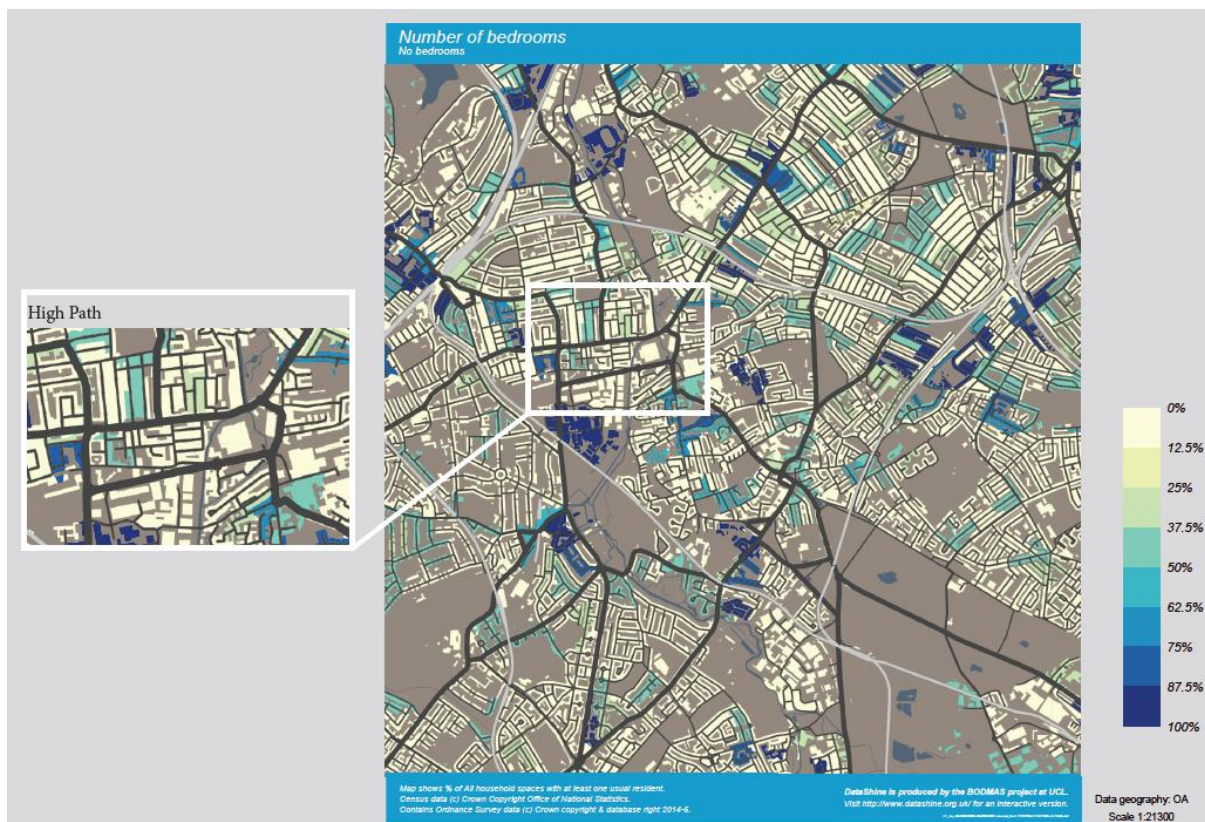 Number of bedrooms
No bedrooms
High Path
0%
12.5%
25%
37.5%
50%
62.5%
75%
87.5%
100%
Map shows % of All household spaces with at least one usual resident.
Census data (c) Crown Copyright Office of National Statistics.
Contains Ordnance Survey data (c) Crown copyright & database right 2014-5.
DataShine is produced by the BODMAS project at UCL.
Visit http://www.datashine.org.uk/ for an interactive version.
Data geography: OA
Scale 1:21300